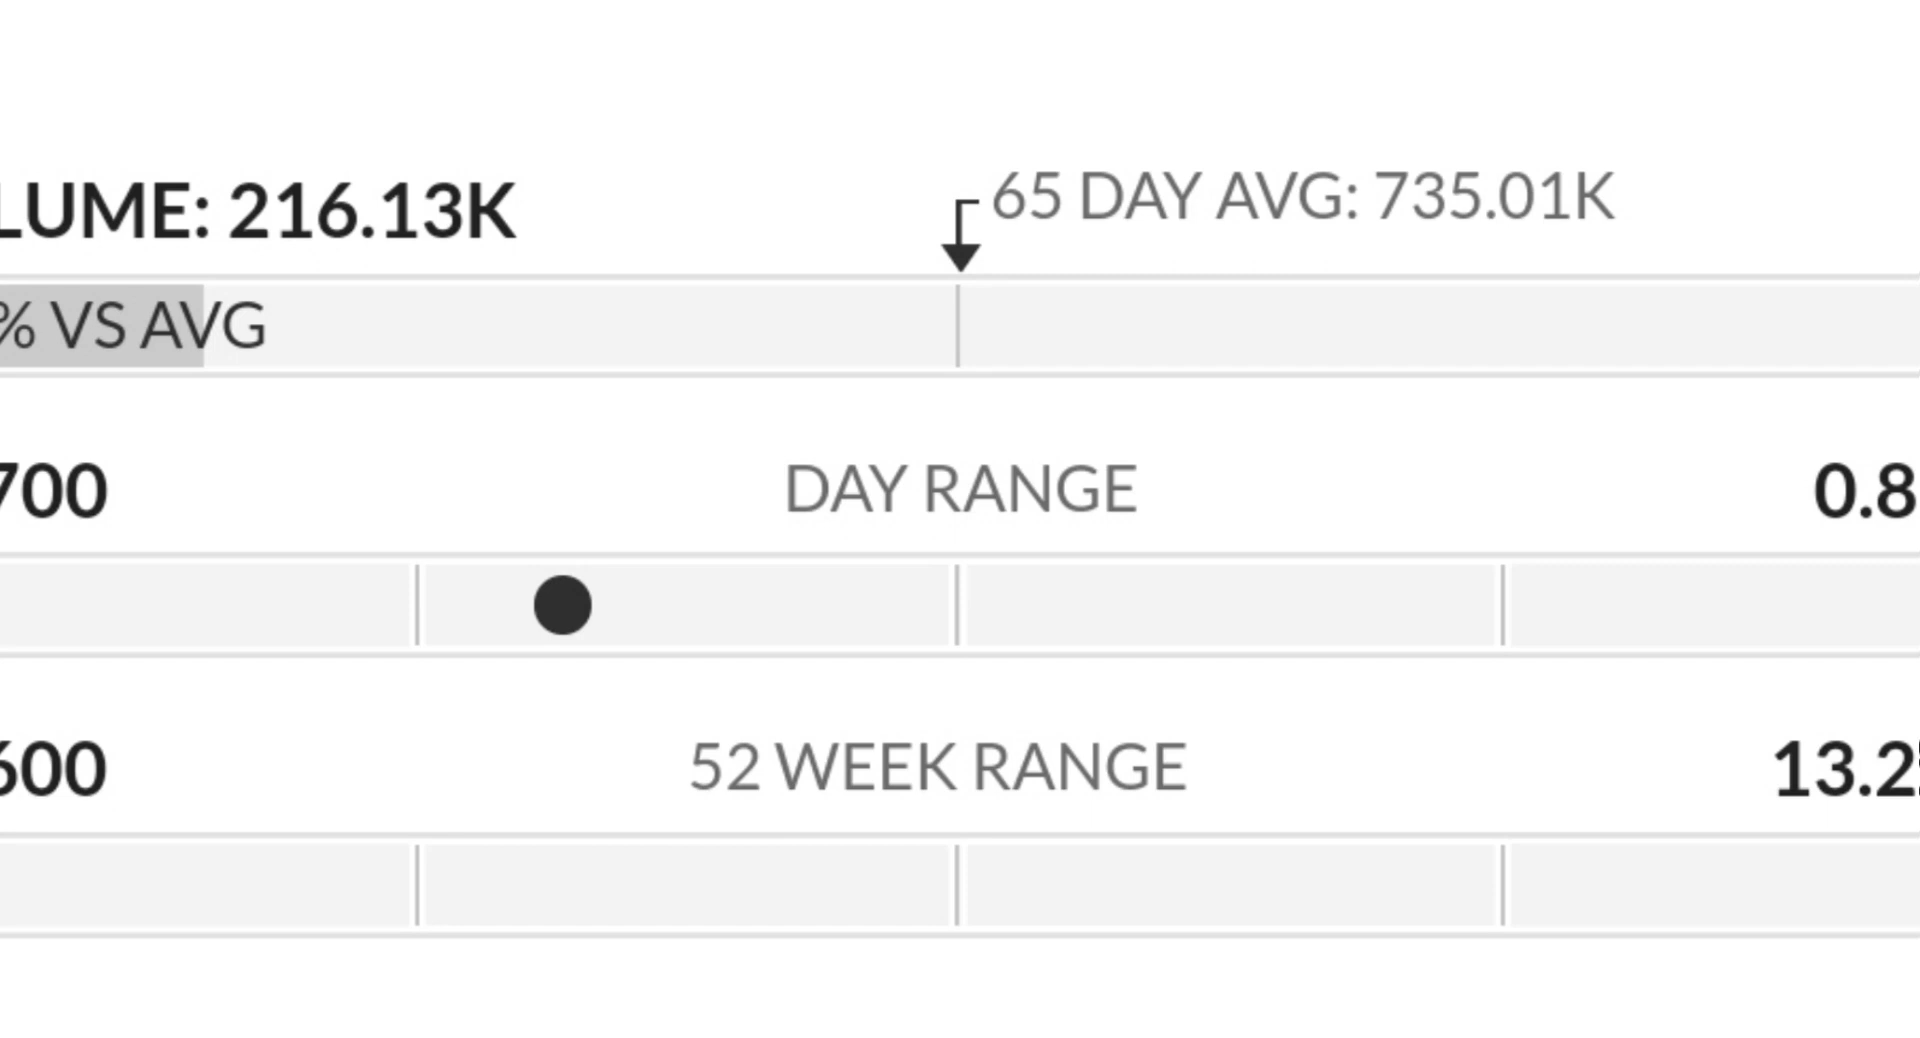 LUME: 216.13K
65 DAY AVG: 735.01K
% VS AVG
700 DAY RANGE 0.8
600 52 WEEK RANGE 13.2